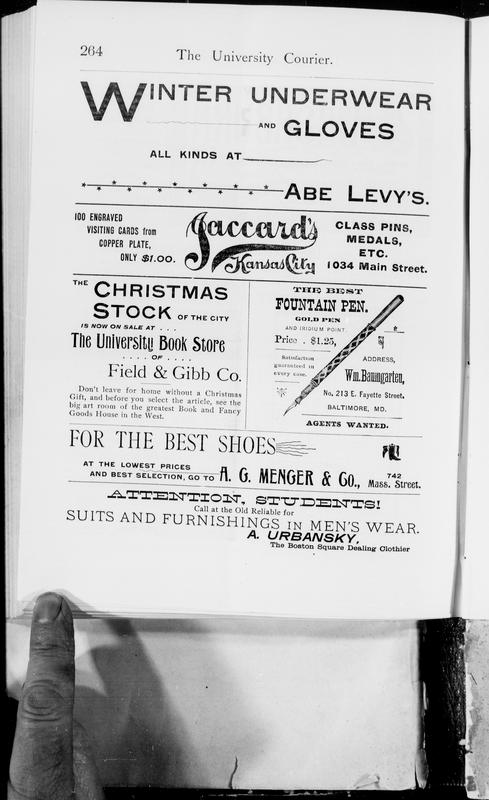 264
The University Courier.
WINTER UNDERWEAR
AND GLOVES
ALL KINDS AT
ABE LEVY'S.
100 ENGRAVED
VISITING CARDS from
COPPER PLATE,
ONLY $1.00.
Jaccard's
Kansas City
CLASS PINS,
MEDALS,
ETC.
1034 Main Street.
THE CHRISTMAS
STOCK OF THE CITY
IS NOW ON SALE AT . . .
The University Book Store
. . . . OF . . . .
Field & Gibb Co.
Don't leave for home without a Christmas
Gift, and before you select the article, see the
big art room of the greatest Book and Fancy
Goods House in the West.
THE BEST
FOUNTAIN PEN.
GOLD PEN
AND IRIDIUM POINT.
Price . $1.25,
Satisfaction
guaranteed in
every case.
ADDRESS,
Wm. Baumgarten,
No. 213 E. Fayette Street,
BALTIMORE, MD.
AGENTS WANTED.
FOR THE BEST SHOES
AT THE LOWEST PRICES
AND BEST SELECTION, GO TO A. G. MENGER & CO., 742 Mass. Street.
ATTENTION, STUDENTS!
Call at the Old Reliable for
SUITS AND FURNISHINGS IN MEN'S WEAR.
A. URBANSKY,
The Boston Square Dealing Clothier